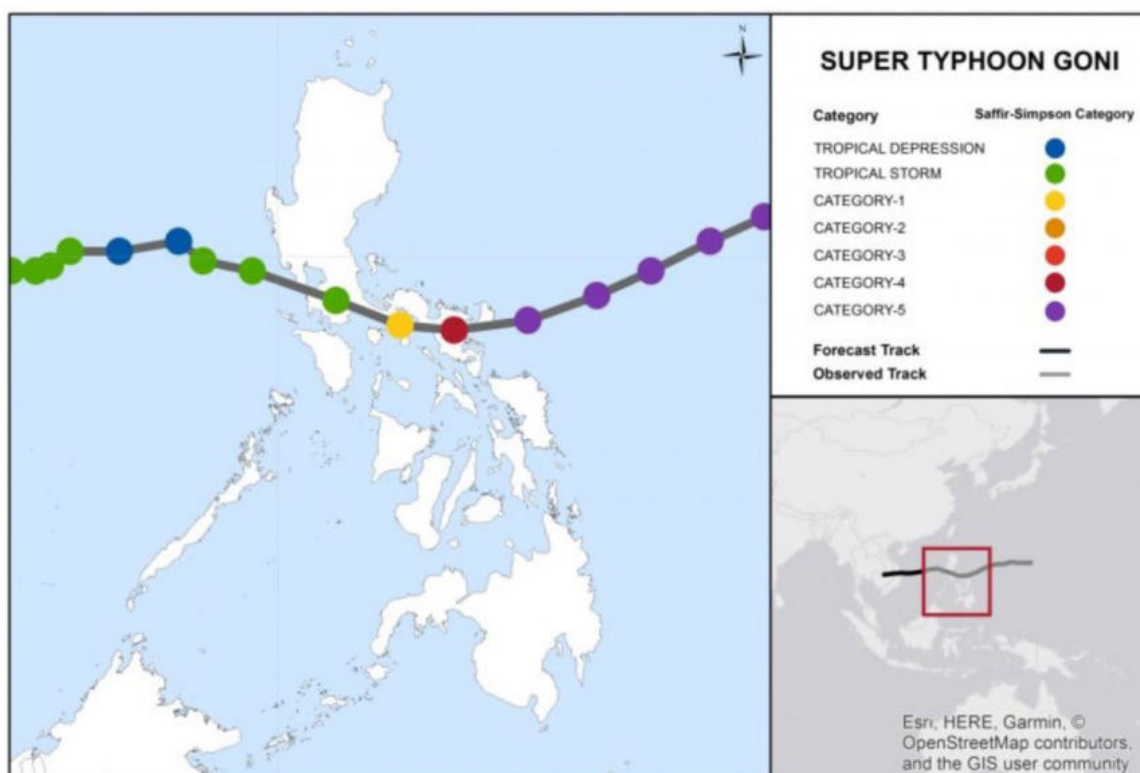 N
SUPER TYPHOON GONI
Category Saffir-Simpson Category
TROPICAL DEPRESSION
TROPICAL STORM
CATEGORY-1
CATEGORY-2
CATEGORY-3
CATEGORY-4
CATEGORY-5
Forecast Track
Observed Track
Esri, HERE, Garmin, ©
OpenStreetMap contributors,
and the GIS user community